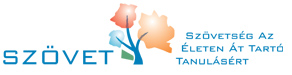 SZÖVET
Szövetség Az
Életen Át Tartó
Tanulásért